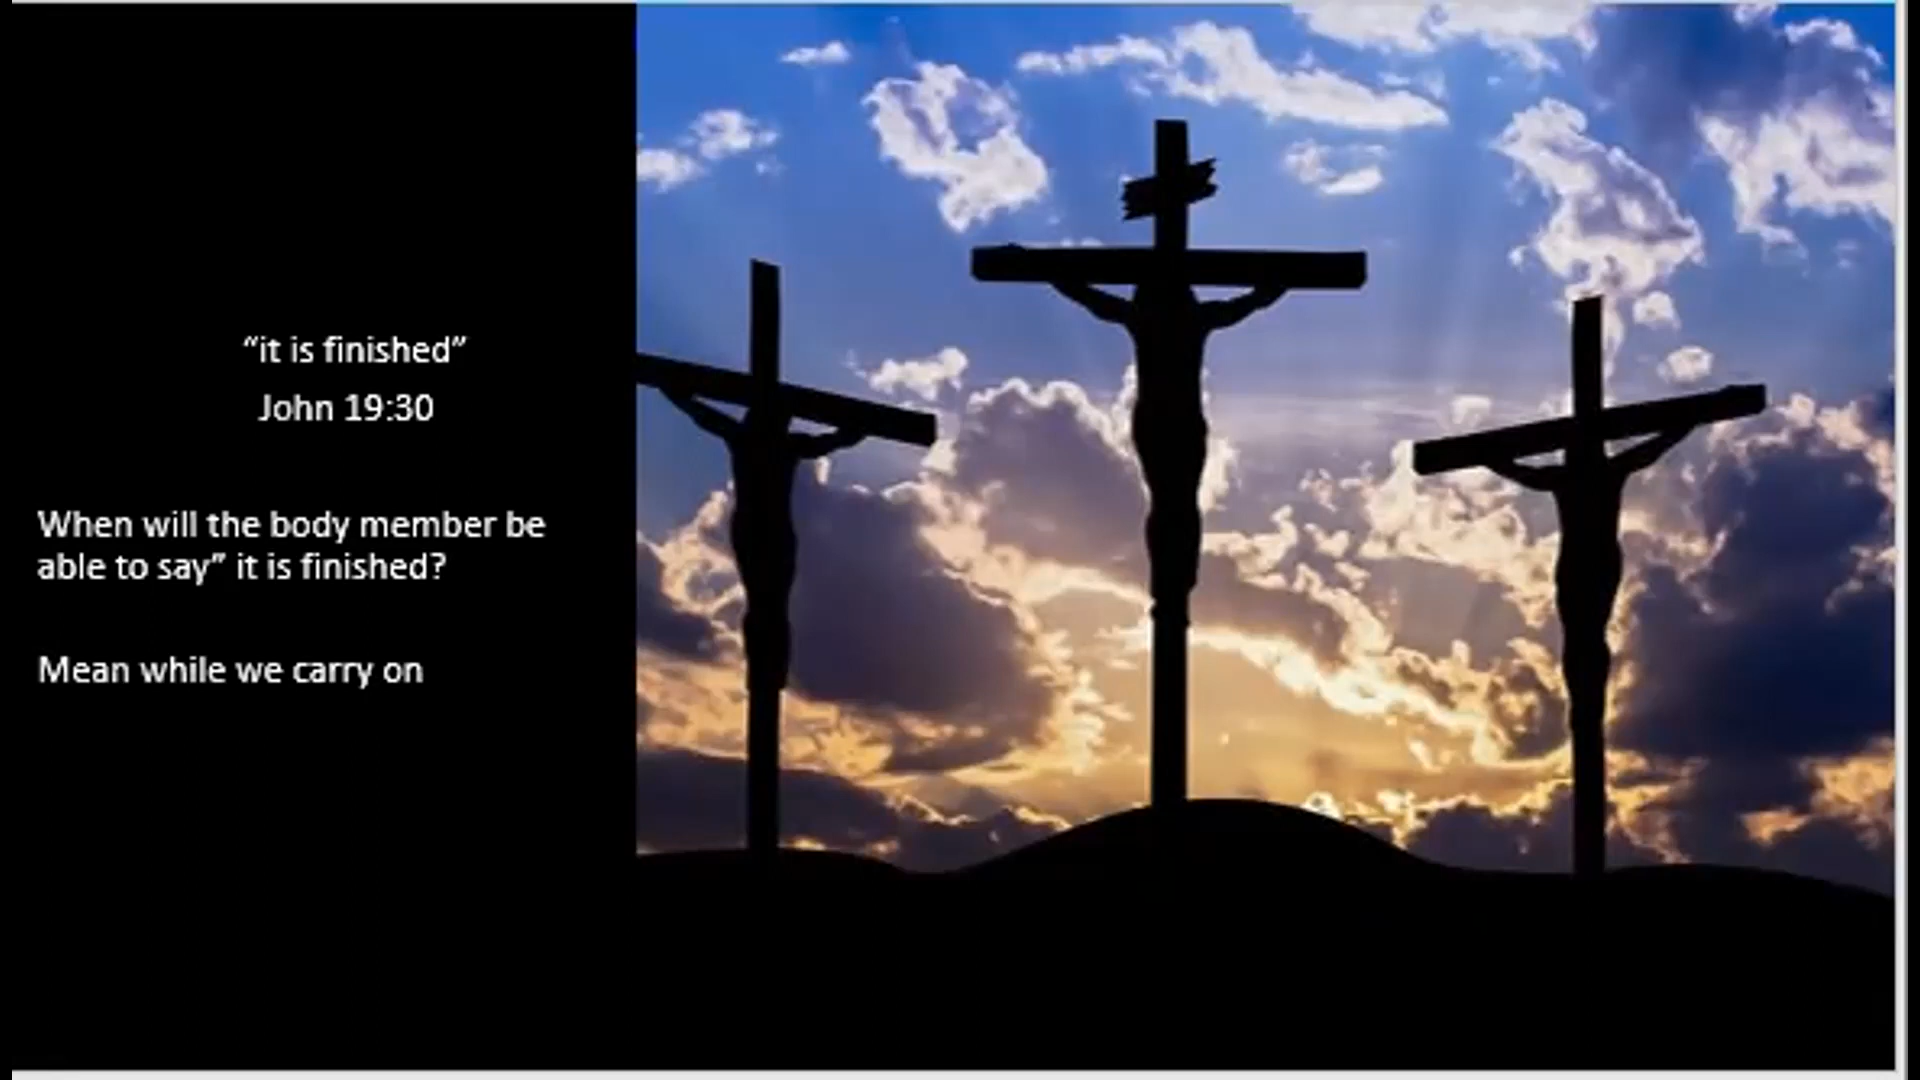 “it is finished”
John 19:30
When will the body member be
able to say” it is finished?
Mean while we carry on